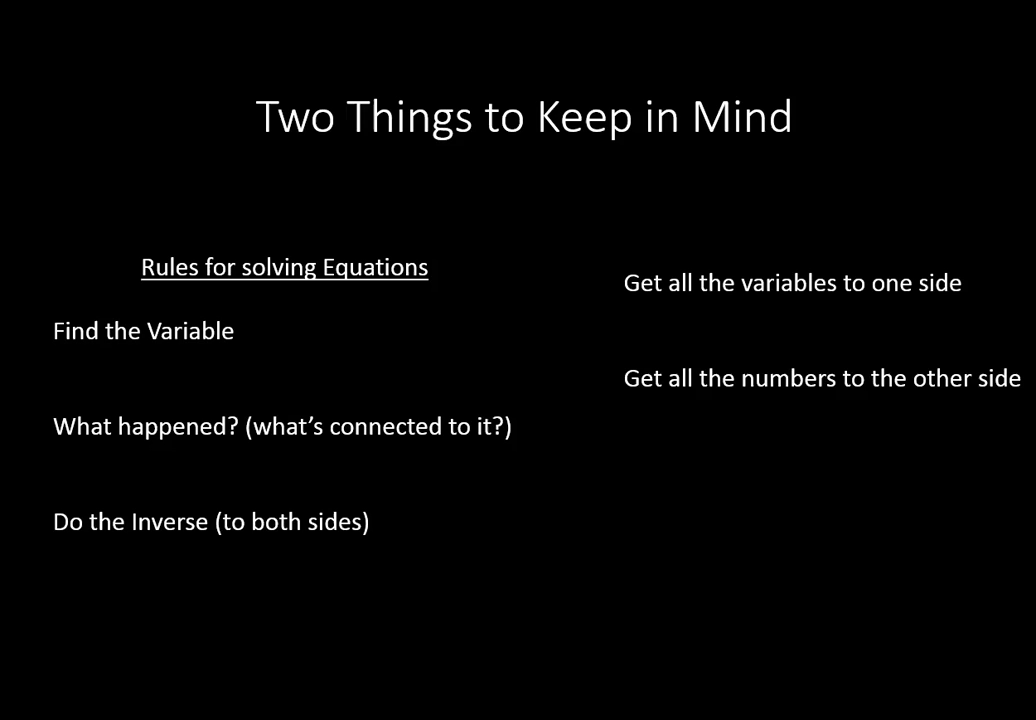 Two Things to Keep in Mind
Rules for solving Equations
Find the Variable
What happened? (what’s connected to it?)
Do the Inverse (to both sides)
Get all the variables to one side
Get all the numbers to the other side